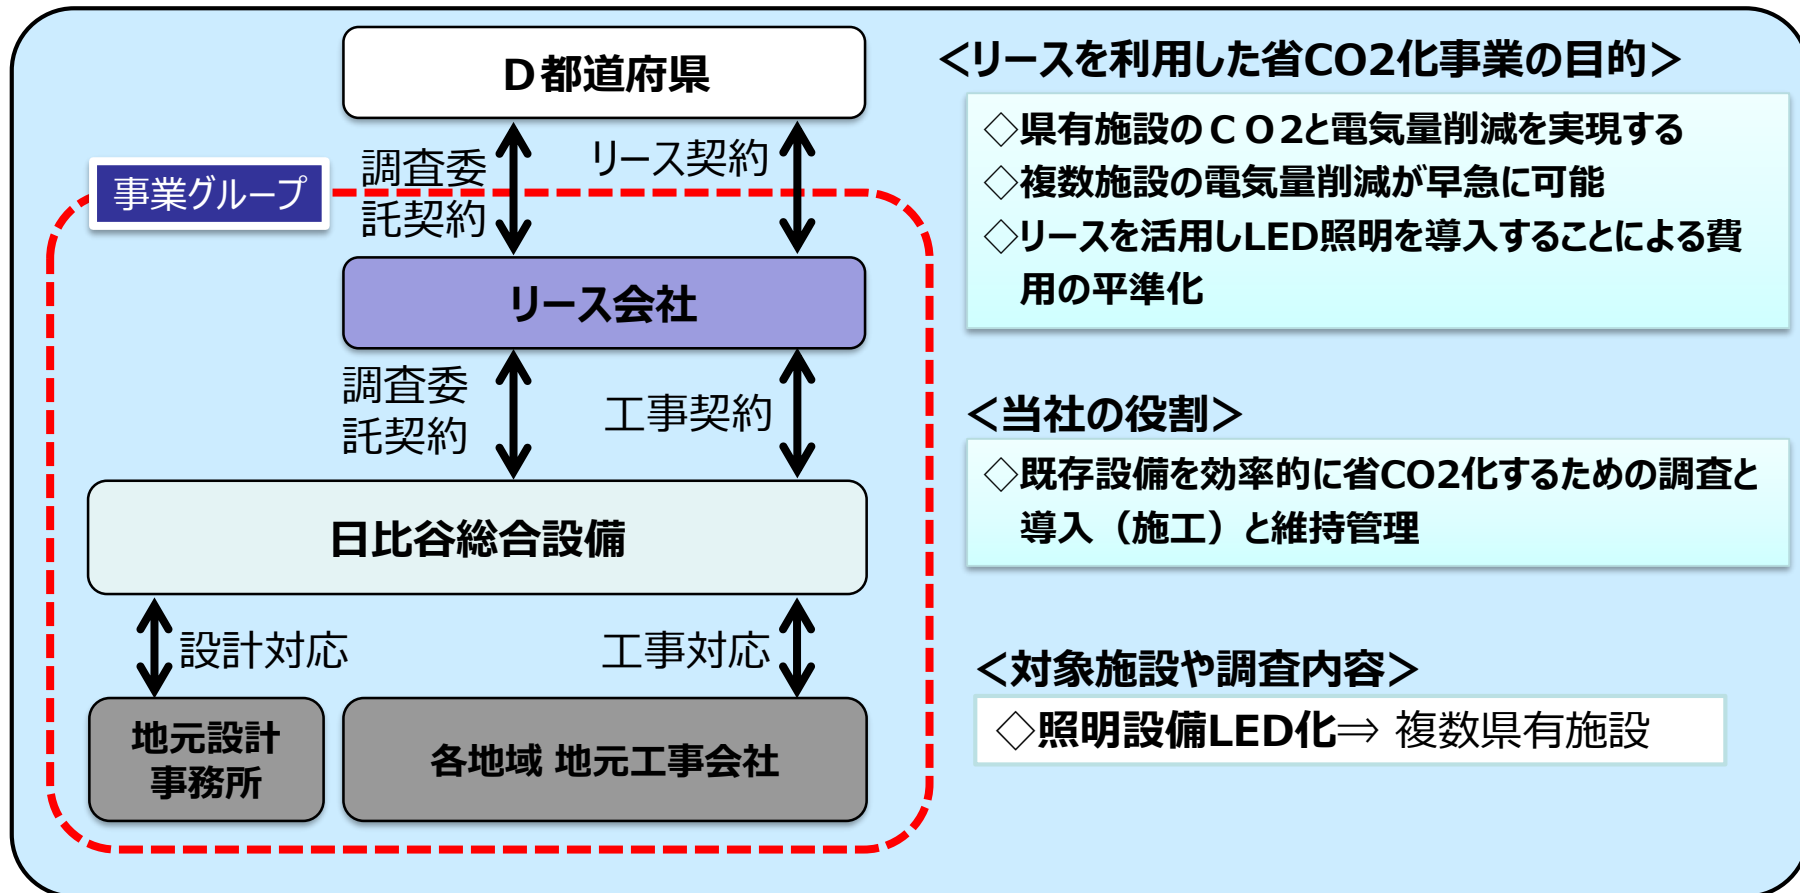 D都道府県
調査委
託契約
リース契約
事業グループ
リース会社
調査委
託契約
工事契約
日比谷総合設備
設計対応
工事対応
地元設計
事務所
各地域 地元工事会社
＜リースを利用した省CO2化事業の目的＞
◇県有施設のＣＯ2と電気量削減を実現する
◇複数施設の電気量削減が早急に可能
◇リースを活用しLED照明を導入することによる費
用の平準化
＜当社の役割＞
◇既存設備を効率的に省CO2化するための調査と
導入（施工）と維持管理
＜対象施設や調査内容＞
◇照明設備LED化⇒ 複数県有施設